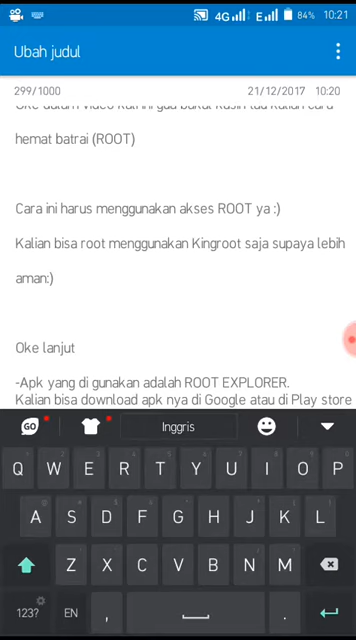 4G E 84% 10:21
Ubah judul
299/1000 21/12/2017 10:20
hemat batrai (ROOT)
Cara ini harus menggunakan akses ROOT ya :)
Kalian bisa root menggunakan Kingroot saja supaya lebih
aman:)
Oke lanjut
-Apk yang di gunakan adalah ROOT EXPLORER.
Kalian bisa download apk nya di Google atau di Play store
GO Inggris
Q W E R T Y U I O P
A S D F G H J K L
Z X C V B N M
123? EN , .